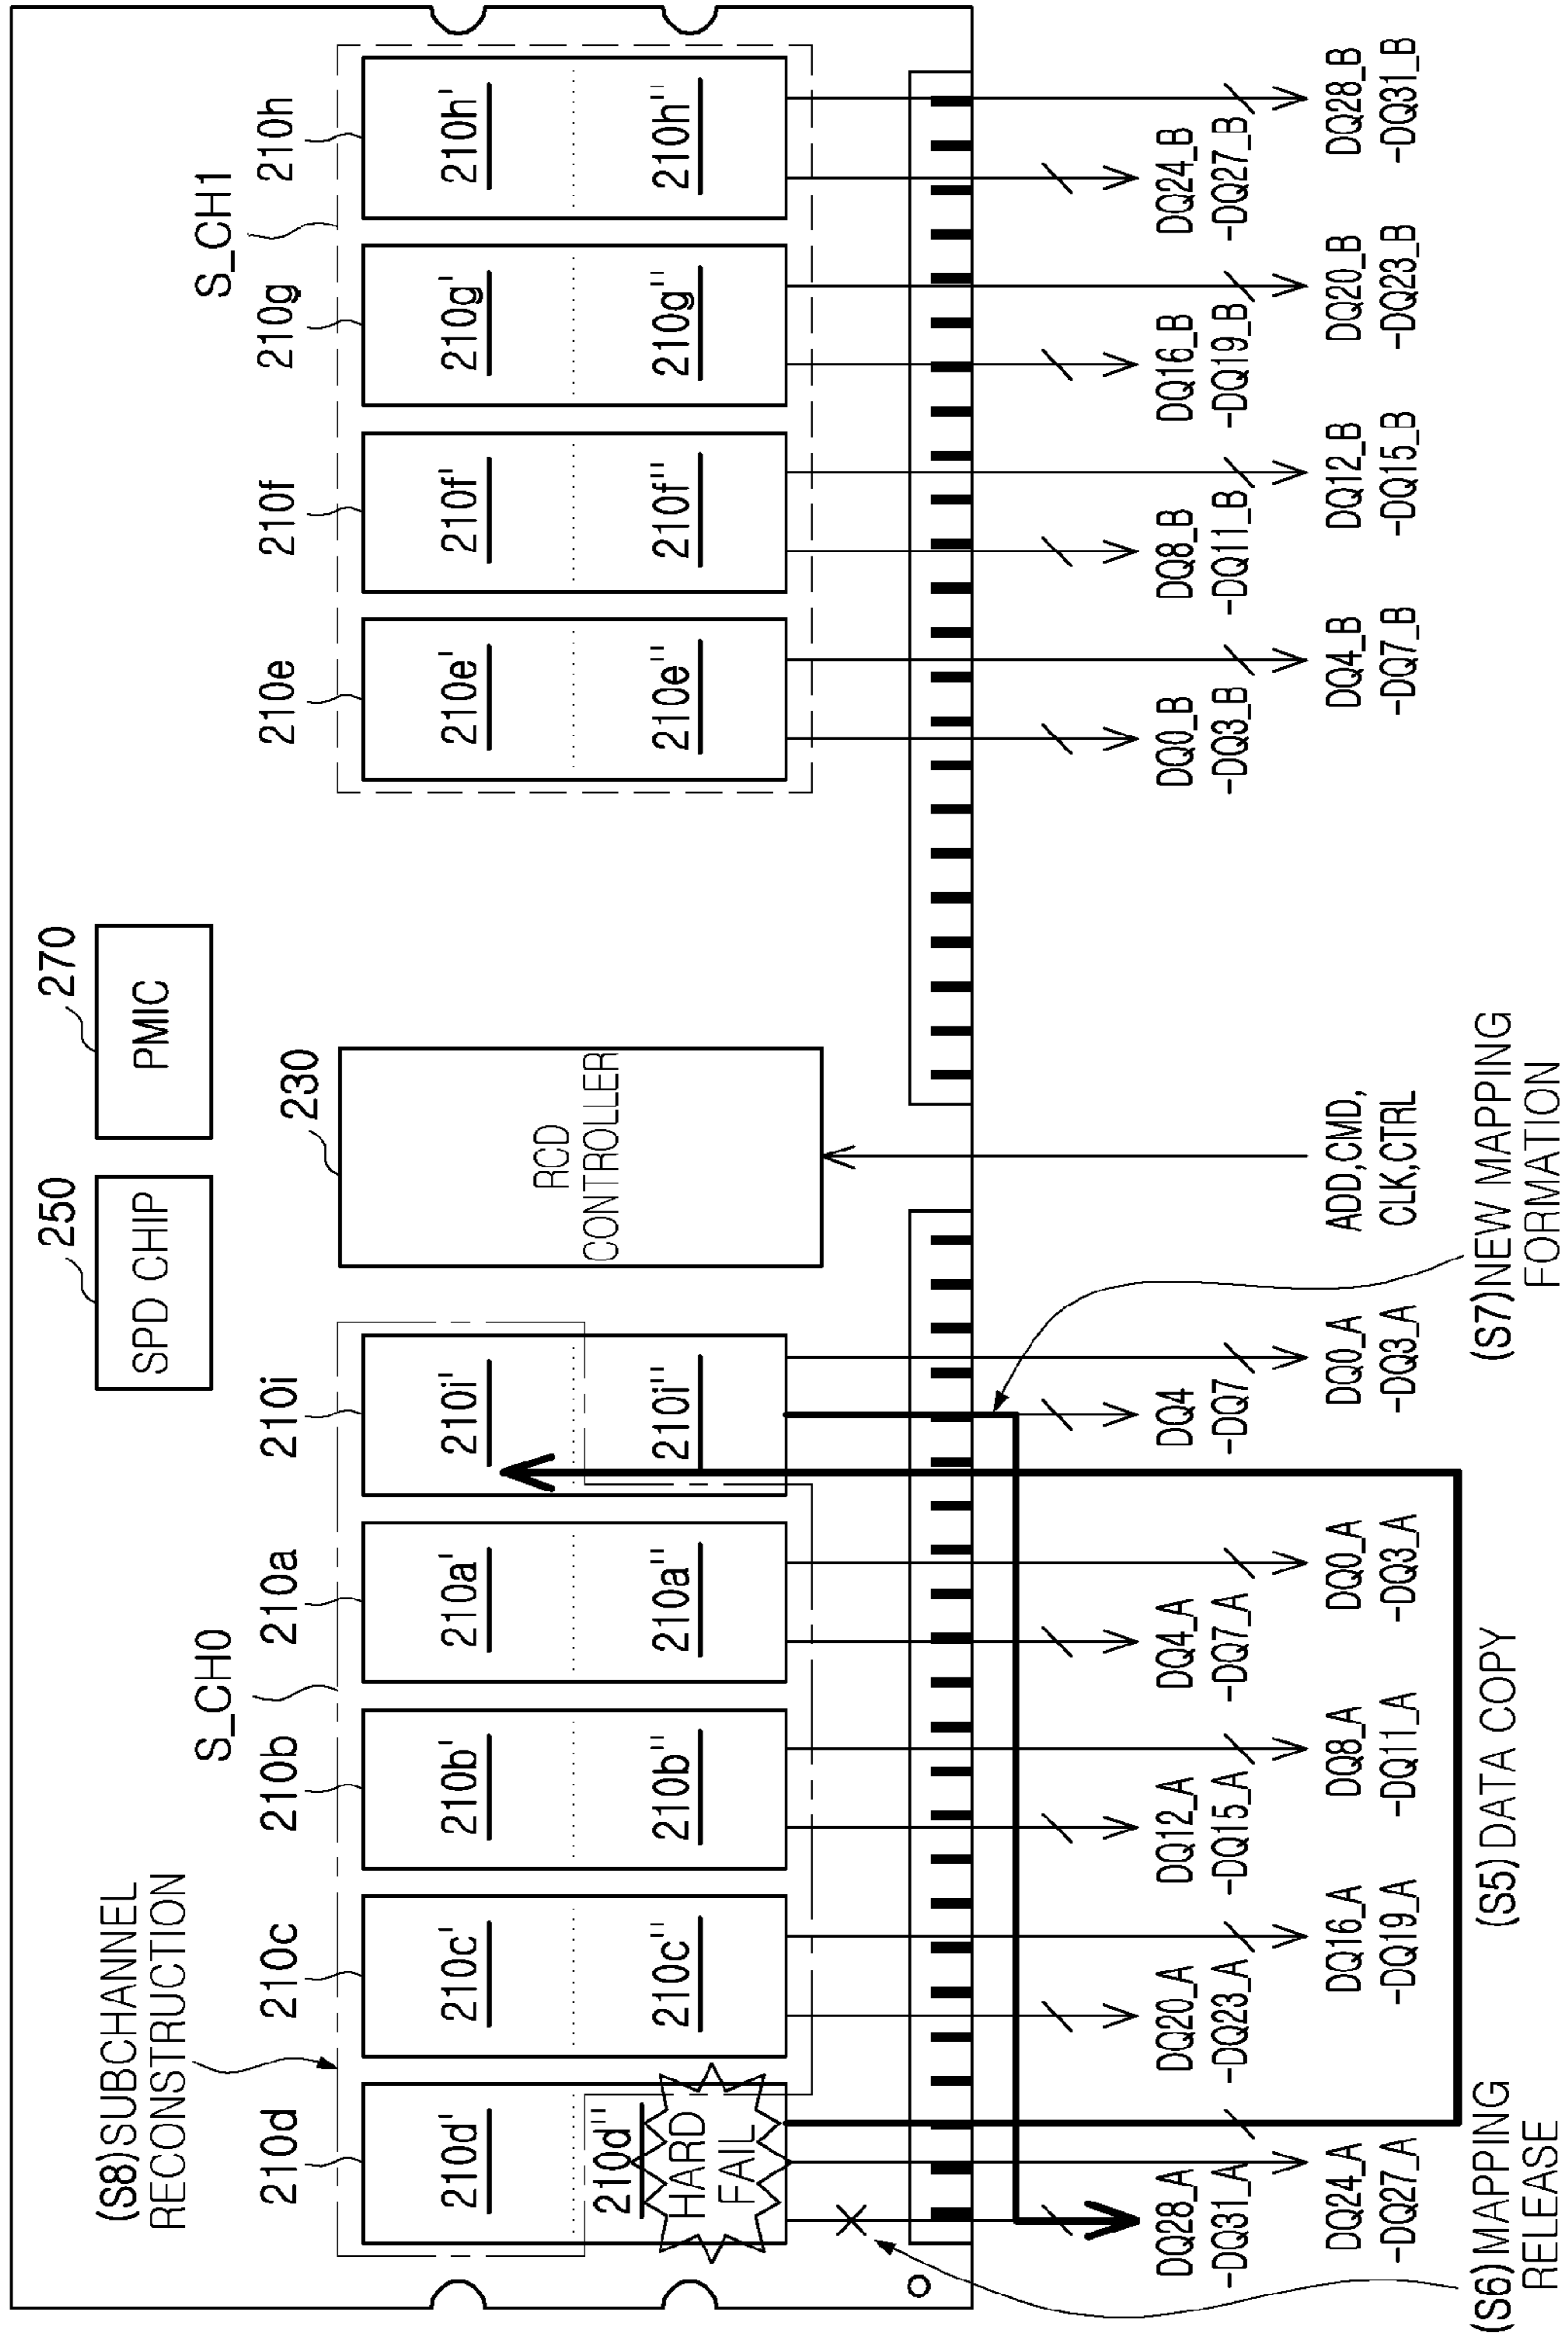 250
SPD CHIP
270
PMIC
(S8)SUBCHANNEL
RECONSTRUCTION
S_CH0
S_CH1
210d
210c
210b
210a
210i
230
210e
210f
210g
210h
210d'
210c'
210b'
210a'
210i'
RCD
CONTROLLER
210e'
210f'
210g'
210h'
210d"
HARD
FAIL
210c"
210b"
210a"
210i"
210e"
210f"
210g"
210h"
DQ28_A
-DQ31_A
DQ20_A
-DQ23_A
DQ12_A
-DQ15_A
DQ4_A
-DQ7_A
DQ4
-DQ7
DQ0_B
-DQ3_B
DQ8_B
-DQ11_B
DQ16_B
-DQ19_B
DQ24_B
-DQ27_B
DQ24_A
-DQ27_A
DQ16_A
-DQ19_A
DQ8_A
-DQ11_A
DQ0_A
-DQ3_A
DQ0_A
-DQ3_A
ADD,CMD,
CLK,CTRL
DQ4_B
-DQ7_B
DQ12_B
-DQ15_B
DQ20_B
-DQ23_B
DQ28_B
-DQ31_B
(S6)MAPPING
RELEASE
(S5)DATA COPY
(S7)NEW MAPPING
FORMATION